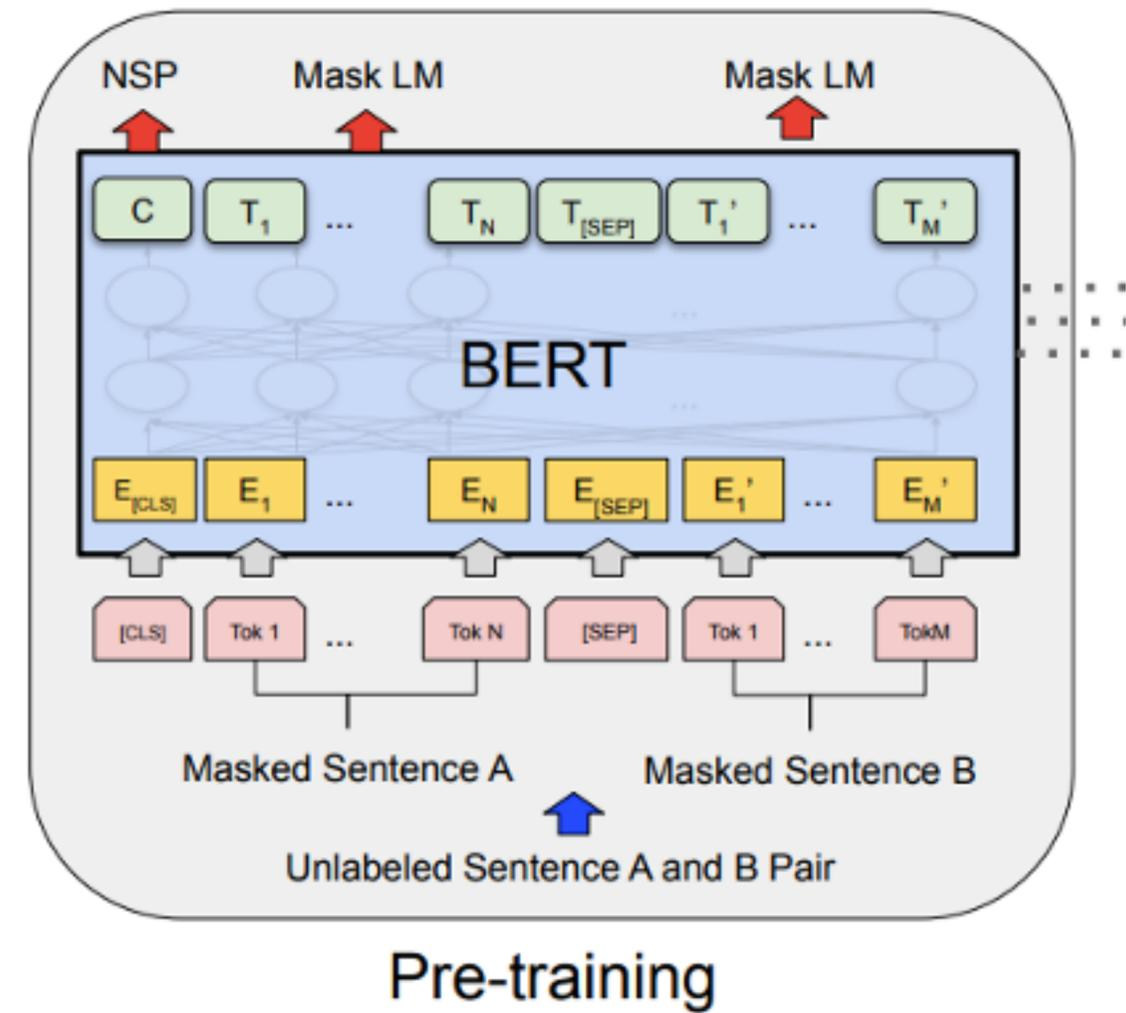 NSP Mask LM Mask LM
C T1 ... TN T[SEP] T1’ ... TM’
...
BERT
...
E[CLS] E1 ... EN E[SEP] E1’ ... EM’
[CLS] Tok 1 ... Tok N [SEP] Tok 1 ... TokM
Masked Sentence A Masked Sentence B
Unlabeled Sentence A and B Pair
Pre-training